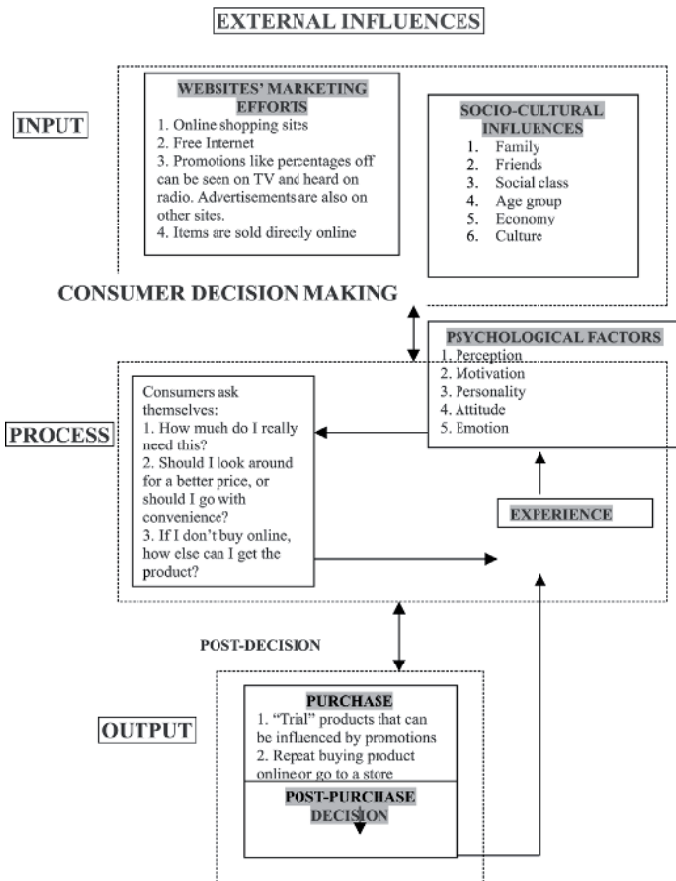 EXTERNAL INFLUENCES
INPUT
WEBSITES' MARKETING
EFFORTS
1. Online shopping sites
2. Free Internet
3. Promotions like percentages off
can be seen on TV and heard on
radio. Advertisements are also on
other sites.
4. Items are sold directly online
SOCIO-CULTURAL
INFLUENCES
1. Family
2. Friends
3. Social class
4. Age group
5. Economy
6. Culture
CONSUMER DECISION MAKING
PSYCHOLOGICAL FACTORS
1. Perception
2. Motivation
3. Personality
4. Attitude
5. Emotion
PROCESS
Consumers ask
themselves:
1. How much do I really
need this?
2. Should I look around
for a better price, or
should I go with
convenience?
3. If I don't buy online,
how else can I get the
product?
EXPERIENCE
POST-DECISION
OUTPUT
PURCHASE
1. “Trial” products that can
be influenced by promotions
2. Repeat buying product
online or go to a store
POST-PURCHASE
DECISION